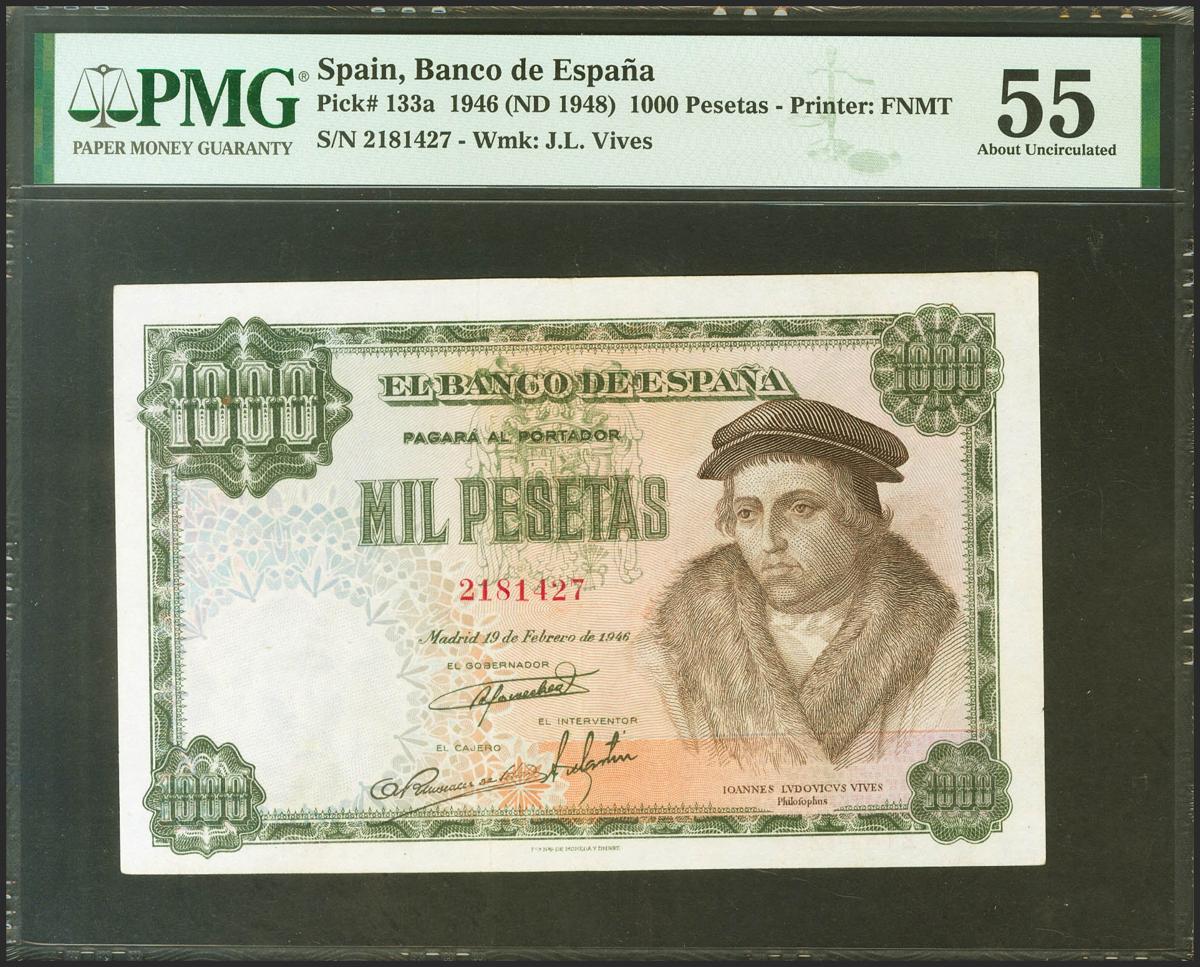 PMG®
PAPER MONEY GUARANTY
Spain, Banco de España
Pick# 133a 1946 (ND 1948) 1000 Pesetas - Printer: FNMT
S/N 2181427 - Wmk: J.L. Vives
55
About Uncirculated
1000
1000
EL BANCO DE ESPAÑA
PAGARÁ AL PORTADOR
MIL PESETAS
2181427
Madrid 19 de Febrero de 1946
EL GOBERNADOR
EL INTERVENTOR
EL CAJERO
IOANNES LVDOVICVS VIVES
Philosophus
1000
1000